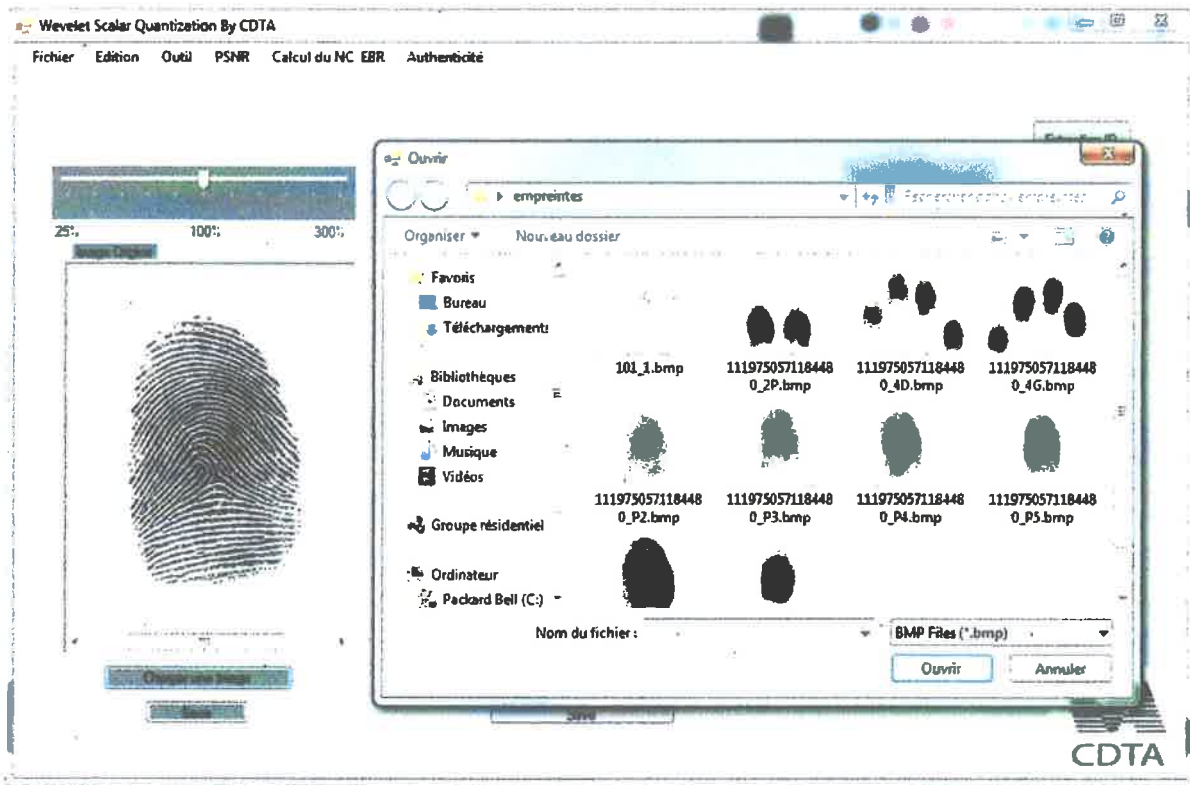 Wevelet Scalar Quantization By CDTA
Fichier Edition Outil PSNR Calcul du NC EBR Authenticité
Ouvrir
empreintes
25% 100% 300%
Image Original
Organiser Nouveau dossier
Favoris
Bureau
Téléchargements
Bibliothèques
Documents
Images
Musique
Vidéos
Groupe résidentiel
Ordinateur
Packard Bell (C:)
101_1.bmp
111975057118448
0_2P.bmp
111975057118448
0_4D.bmp
111975057118448
0_4G.bmp
111975057118448
0_P2.bmp
111975057118448
0_P3.bmp
111975057118448
0_P4.bmp
111975057118448
0_P5.bmp
Nom du fichier :
BMP Files (*.bmp)
Ouvrir Annuler
Save
CDTA